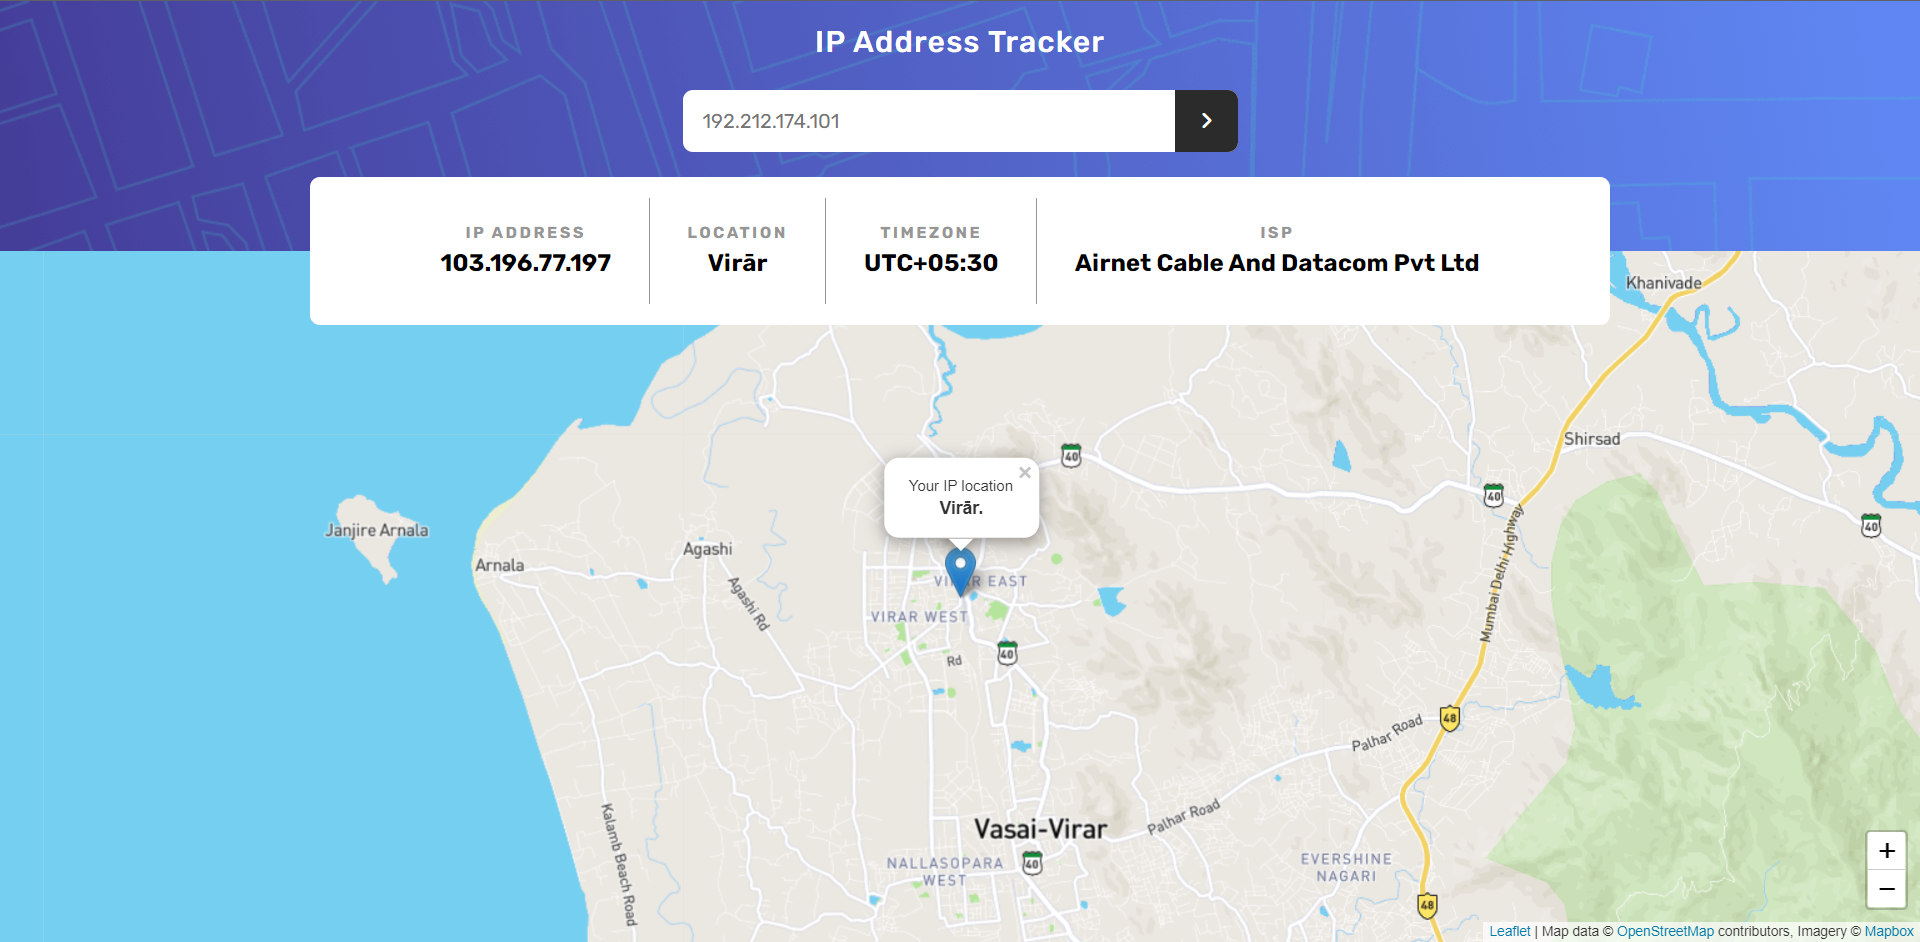 IP Address Tracker
192.212.174.101
IP ADDRESS
103.196.77.197
LOCATION
Virār
TIMEZONE
UTC+05:30
ISP
Airnet Cable And Datacom Pvt Ltd
Khanivade
Shirsad
40
40
40
Your IP location
Virār.
×
Janjire Arnala
Arnala
Agashi
Agashi Rd
EAST
VIRAR WEST
Rd
40
Mumbai Delhi Highway
48
Palhar Road
Palhar Road
Vasai-Virar
Kalamb Beach Road
NALLASOPARA
WEST
40
EVERSHINE
NAGARI
48
+
−
Leaflet | Map data © OpenStreetMap contributors, Imagery © Mapbox